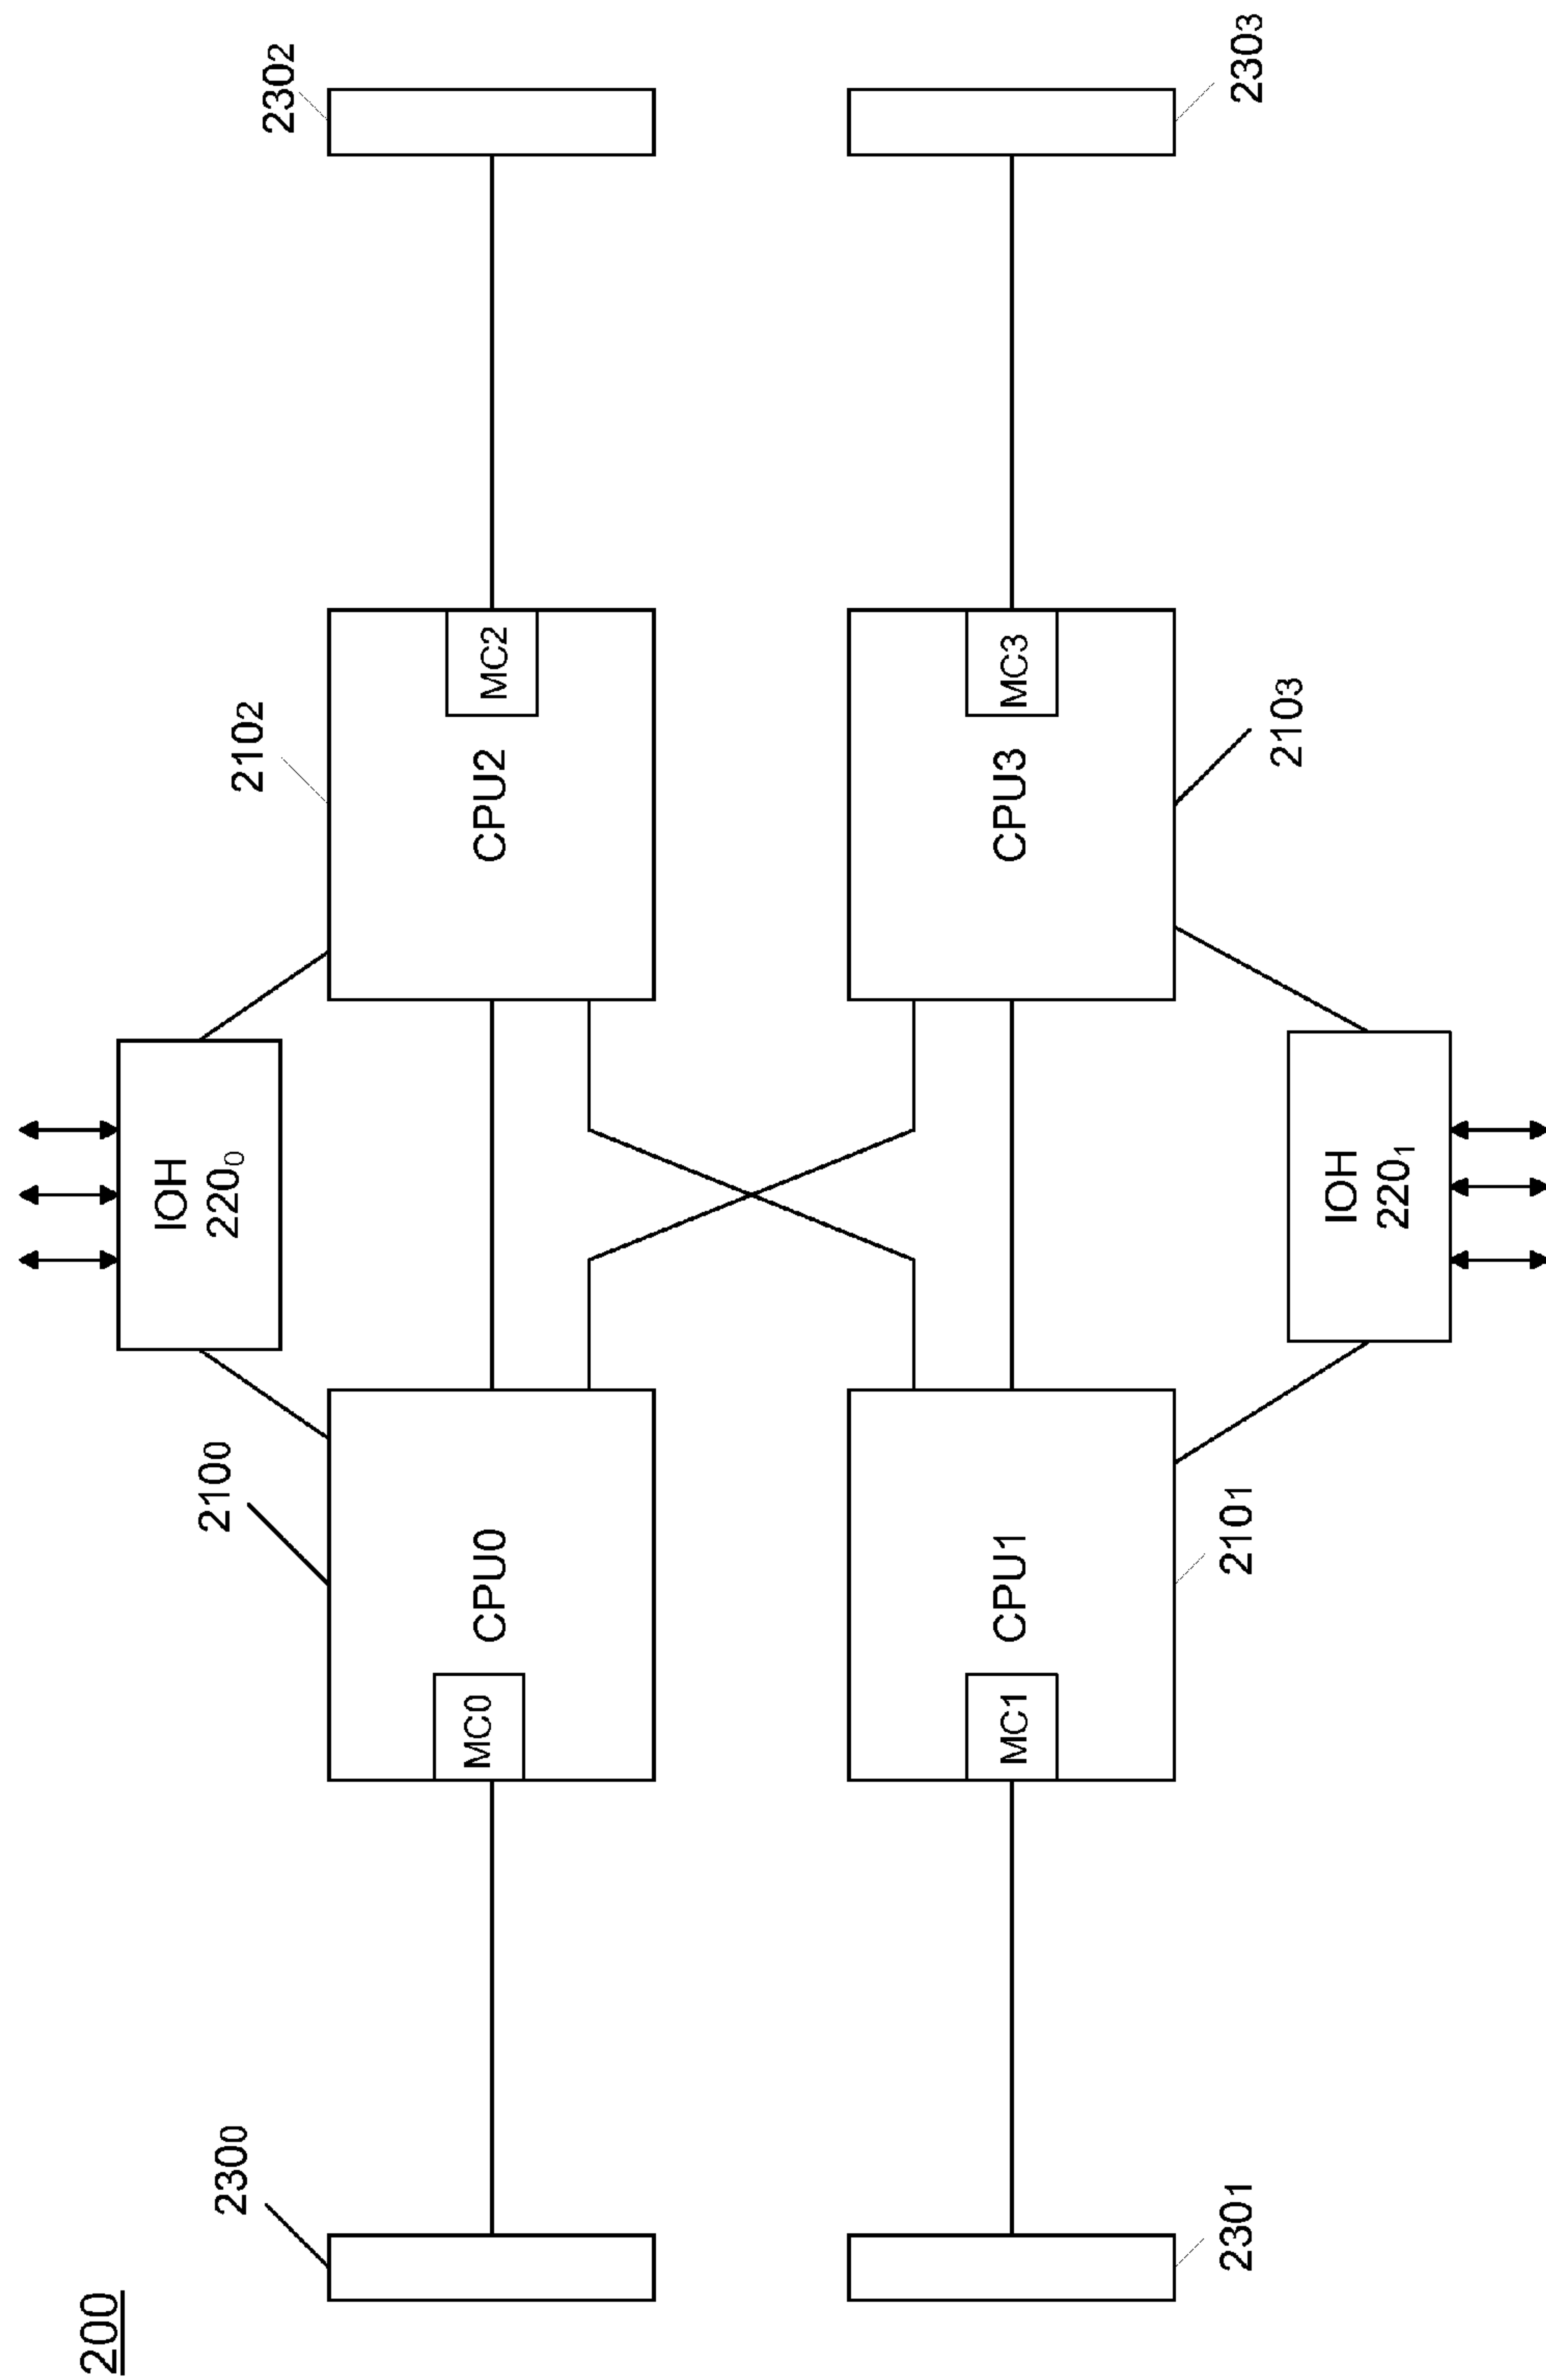 200
IOH
220₀
210₀
210₂
230₀
230₂
MC0
CPU0
CPU2
MC2
MC1
CPU1
CPU3
MC3
230₁
210₁
210₃
230₃
IOH
220₁